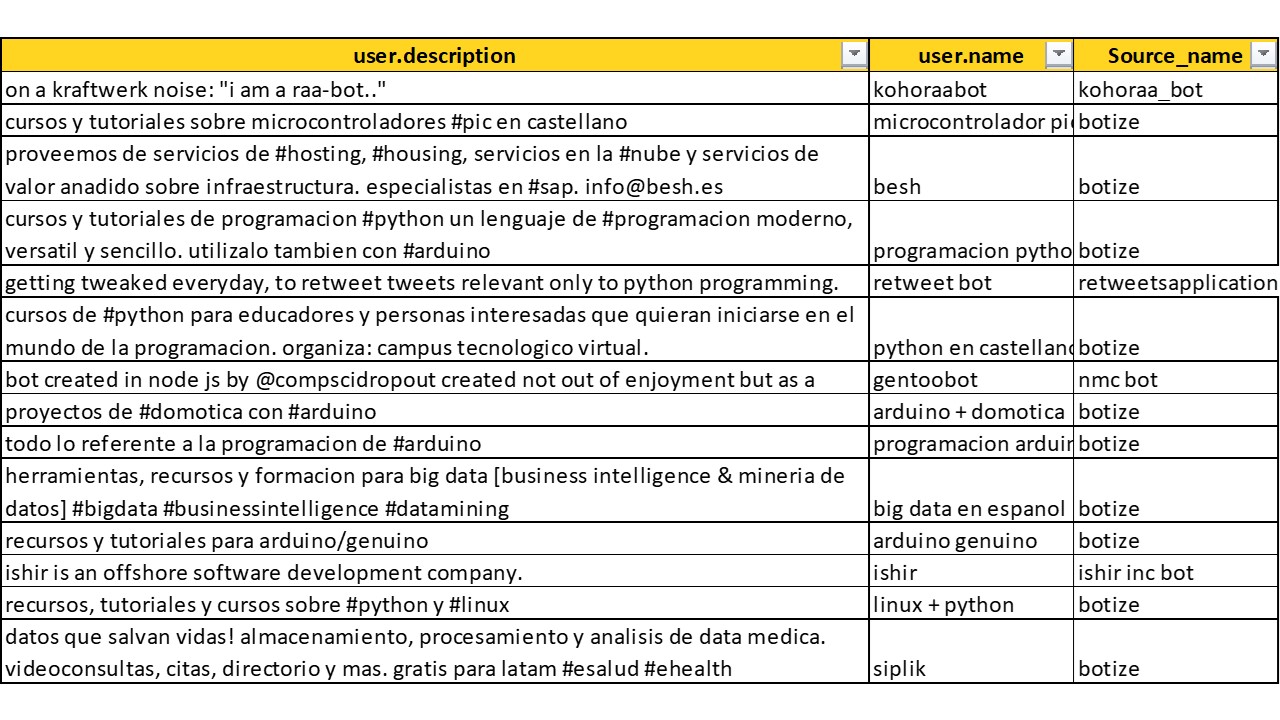 user.description user.name Source_name
on a kraftwerk noise: "i am a raa-bot.." kohoraabot kohoraa_bot
cursos y tutoriales sobre microcontroladores #pic en castellano microcontrolador pic botize
proveemos de servicios de #hosting, #housing, servicios en la #nube y servicios de
valor anadido sobre infraestructura. especialistas en #sap. info@besh.es besh botize
cursos y tutoriales de programacion #python un lenguaje de #programacion moderno,
versatil y sencillo. utilizalo tambien con #arduino programacion pytho botize
getting tweaked everyday, to retweet tweets relevant only to python programming. retweet bot retweetsapplication
cursos de #python para educadores y personas interesadas que quieran iniciarse en el
mundo de la programacion. organiza: campus tecnologico virtual. python en castellano botize
bot created in node js by @compscidropout created not out of enjoyment but as a gentoobot nmc bot
proyectos de #domotica con #arduino arduino + domotica botize
todo lo referente a la programacion de #arduino programacion arduin botize
herramientas, recursos y formacion para big data [business intelligence & mineria de
datos] #bigdata #businessintelligence #datamining big data en espanol botize
recursos y tutoriales para arduino/genuino arduino genuino botize
ishir is an offshore software development company. ishir ishir inc bot
recursos, tutoriales y cursos sobre #python y #linux linux + python botize
datos que salvan vidas! almacenamiento, procesamiento y analisis de data medica.
videoconsultas, citas, directorio y mas. gratis para latam #esalud #ehealth siplik botize